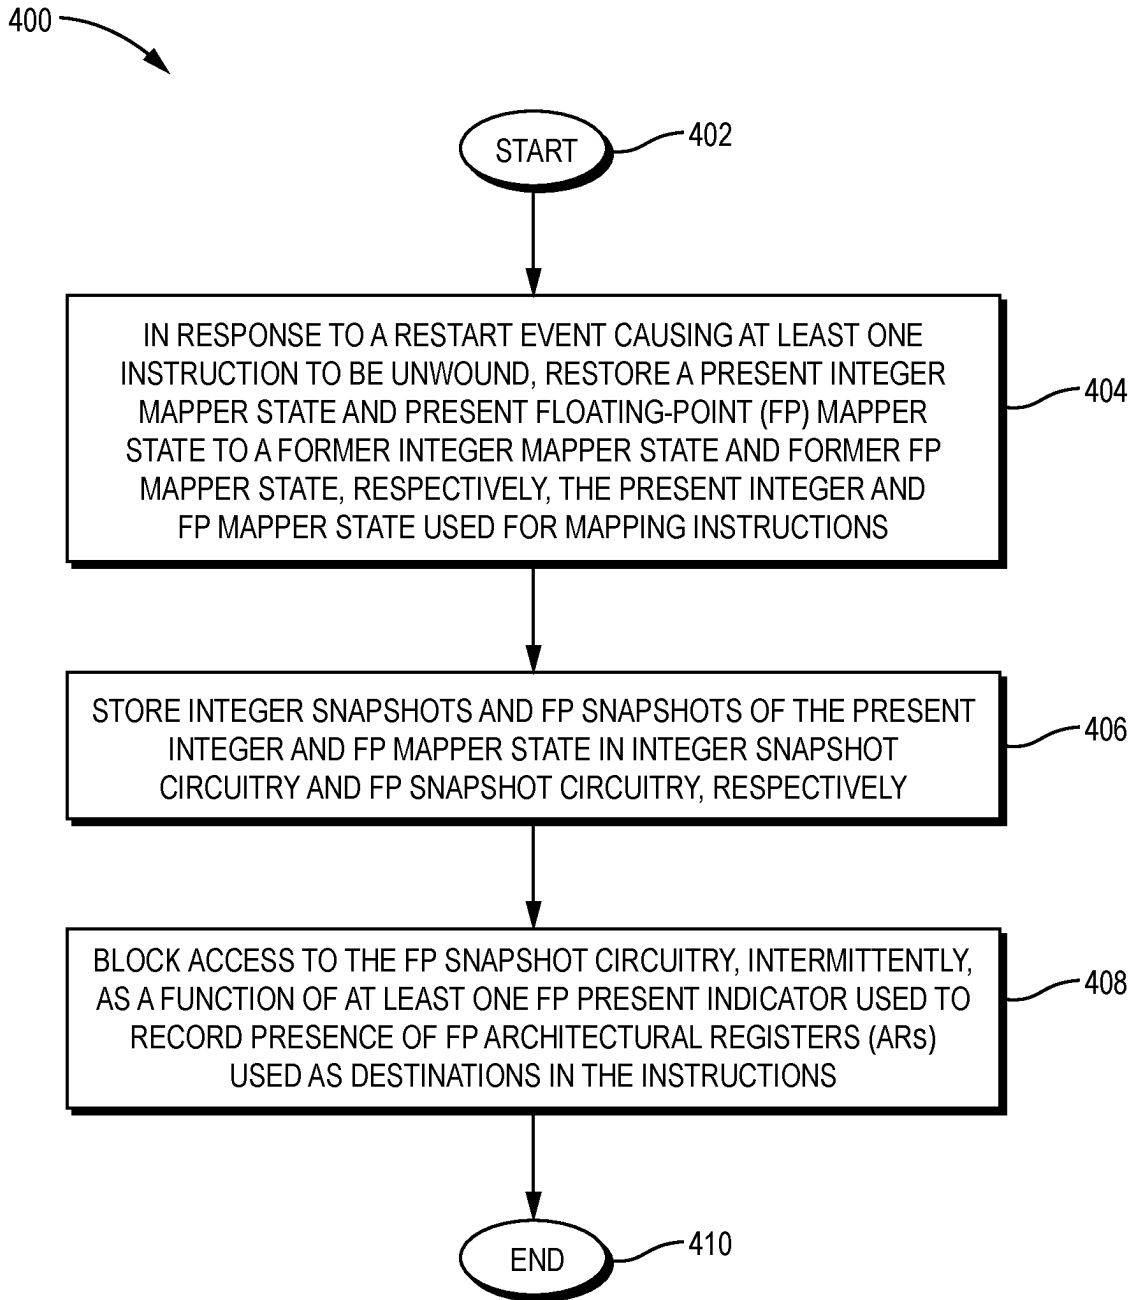 400
START
402
IN RESPONSE TO A RESTART EVENT CAUSING AT LEAST ONE
INSTRUCTION TO BE UNWOUND, RESTORE A PRESENT INTEGER
MAPPER STATE AND PRESENT FLOATING-POINT (FP) MAPPER
STATE TO A FORMER INTEGER MAPPER STATE AND FORMER FP
MAPPER STATE, RESPECTIVELY, THE PRESENT INTEGER AND
FP MAPPER STATE USED FOR MAPPING INSTRUCTIONS
404
STORE INTEGER SNAPSHOTS AND FP SNAPSHOTS OF THE PRESENT
INTEGER AND FP MAPPER STATE IN INTEGER SNAPSHOT
CIRCUITRY AND FP SNAPSHOT CIRCUITRY, RESPECTIVELY
406
BLOCK ACCESS TO THE FP SNAPSHOT CIRCUITRY, INTERMITTENTLY,
AS A FUNCTION OF AT LEAST ONE FP PRESENT INDICATOR USED TO
RECORD PRESENCE OF FP ARCHITECTURAL REGISTERS (ARs)
USED AS DESTINATIONS IN THE INSTRUCTIONS
408
END
410